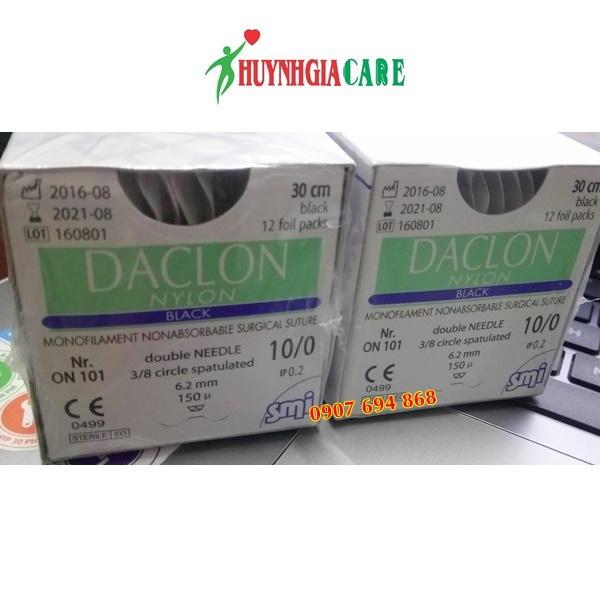 HUYNHGIACARE
2016-08
2021-08
LOT 160801
30 cm
black
12 foil packs
DACLON
NYLON
BLACK
MONOFILAMENT NONABSORBABLE SURGICAL SUTURE
Nr.
ON 101
double NEEDLE
3/8 circle spatulated
6.2 mm
150 µ
10/0
EP 0.2
CE
0499
STERILE EO
smi
2016-08
2021-08
LOT 160801
30 cm
black
12 foil packs
DACLON
NYLON
BLACK
MONOFILAMENT NONABSORBABLE SURGICAL SUTURE
Nr.
ON 101
double NEEDLE
3/8 circle spatulated
6.2 mm
150 µ
10/0
EP 0.2
CE
0499
smi
0907 694 868